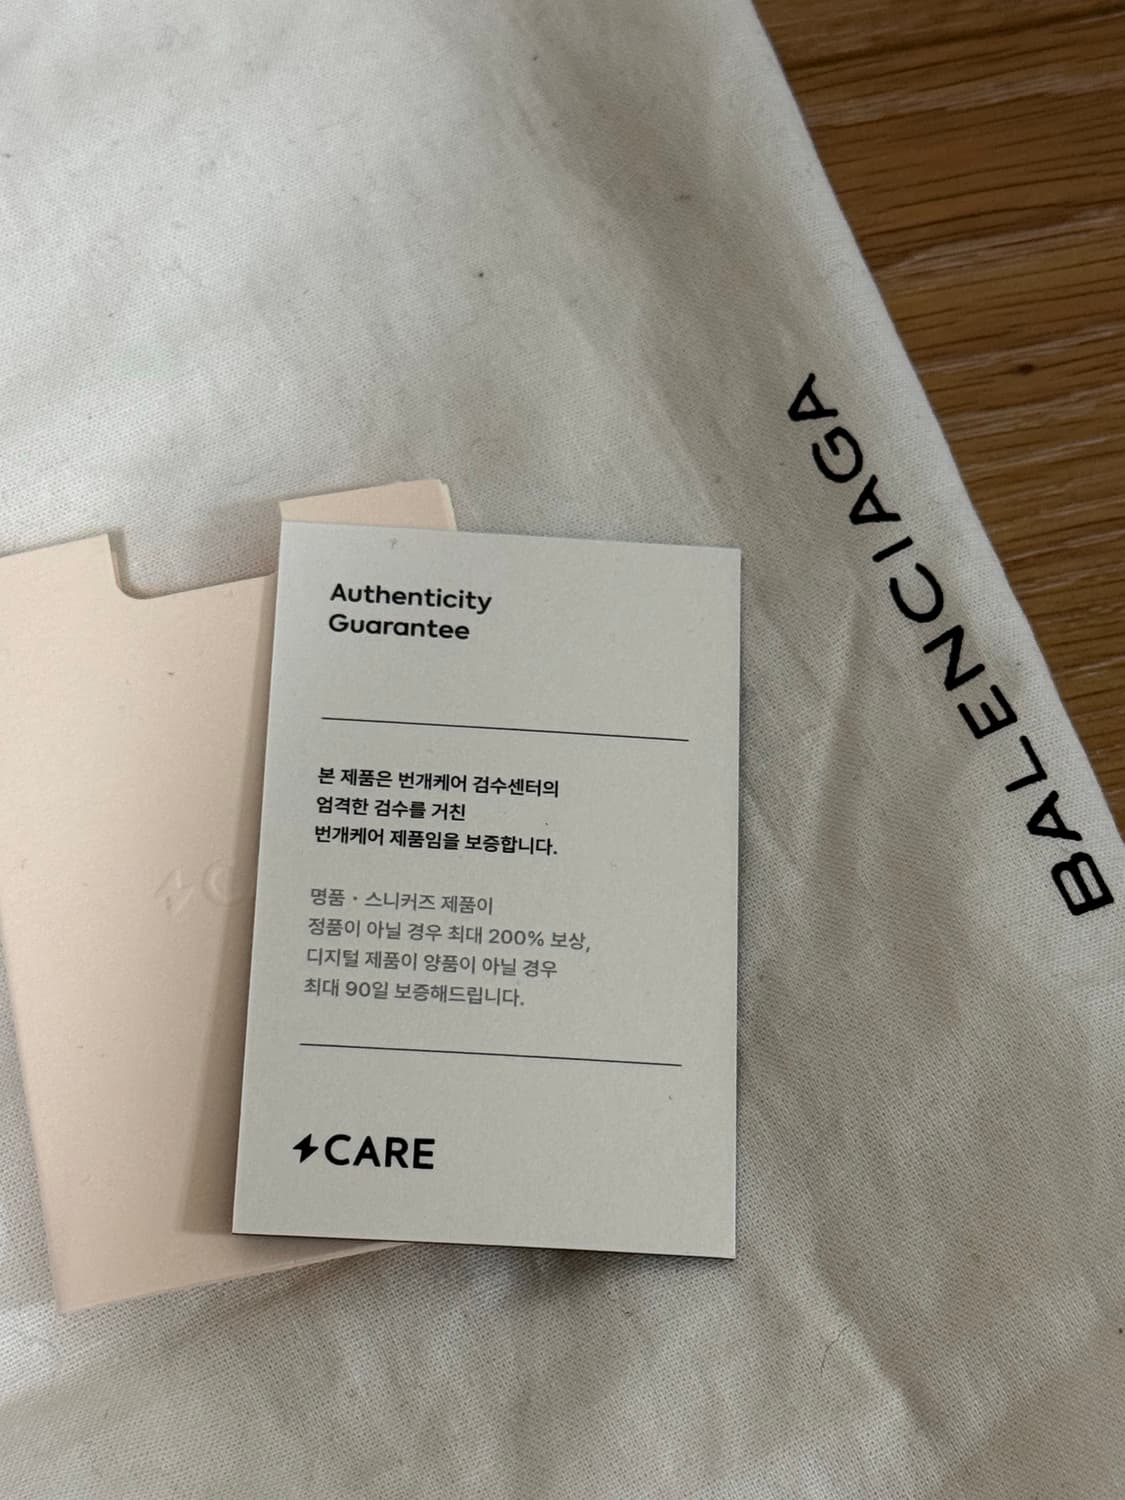 BALENCIAGA
Authenticity
Guarantee
본 제품은 번개케어 검수센터의
엄격한 검수를 거친
번개케어 제품임을 보증합니다.
명품 · 스니커즈 제품이
정품이 아닐 경우 최대 200% 보상,
디지털 제품이 양품이 아닐 경우
최대 90일 보증해드립니다.
CARE
C